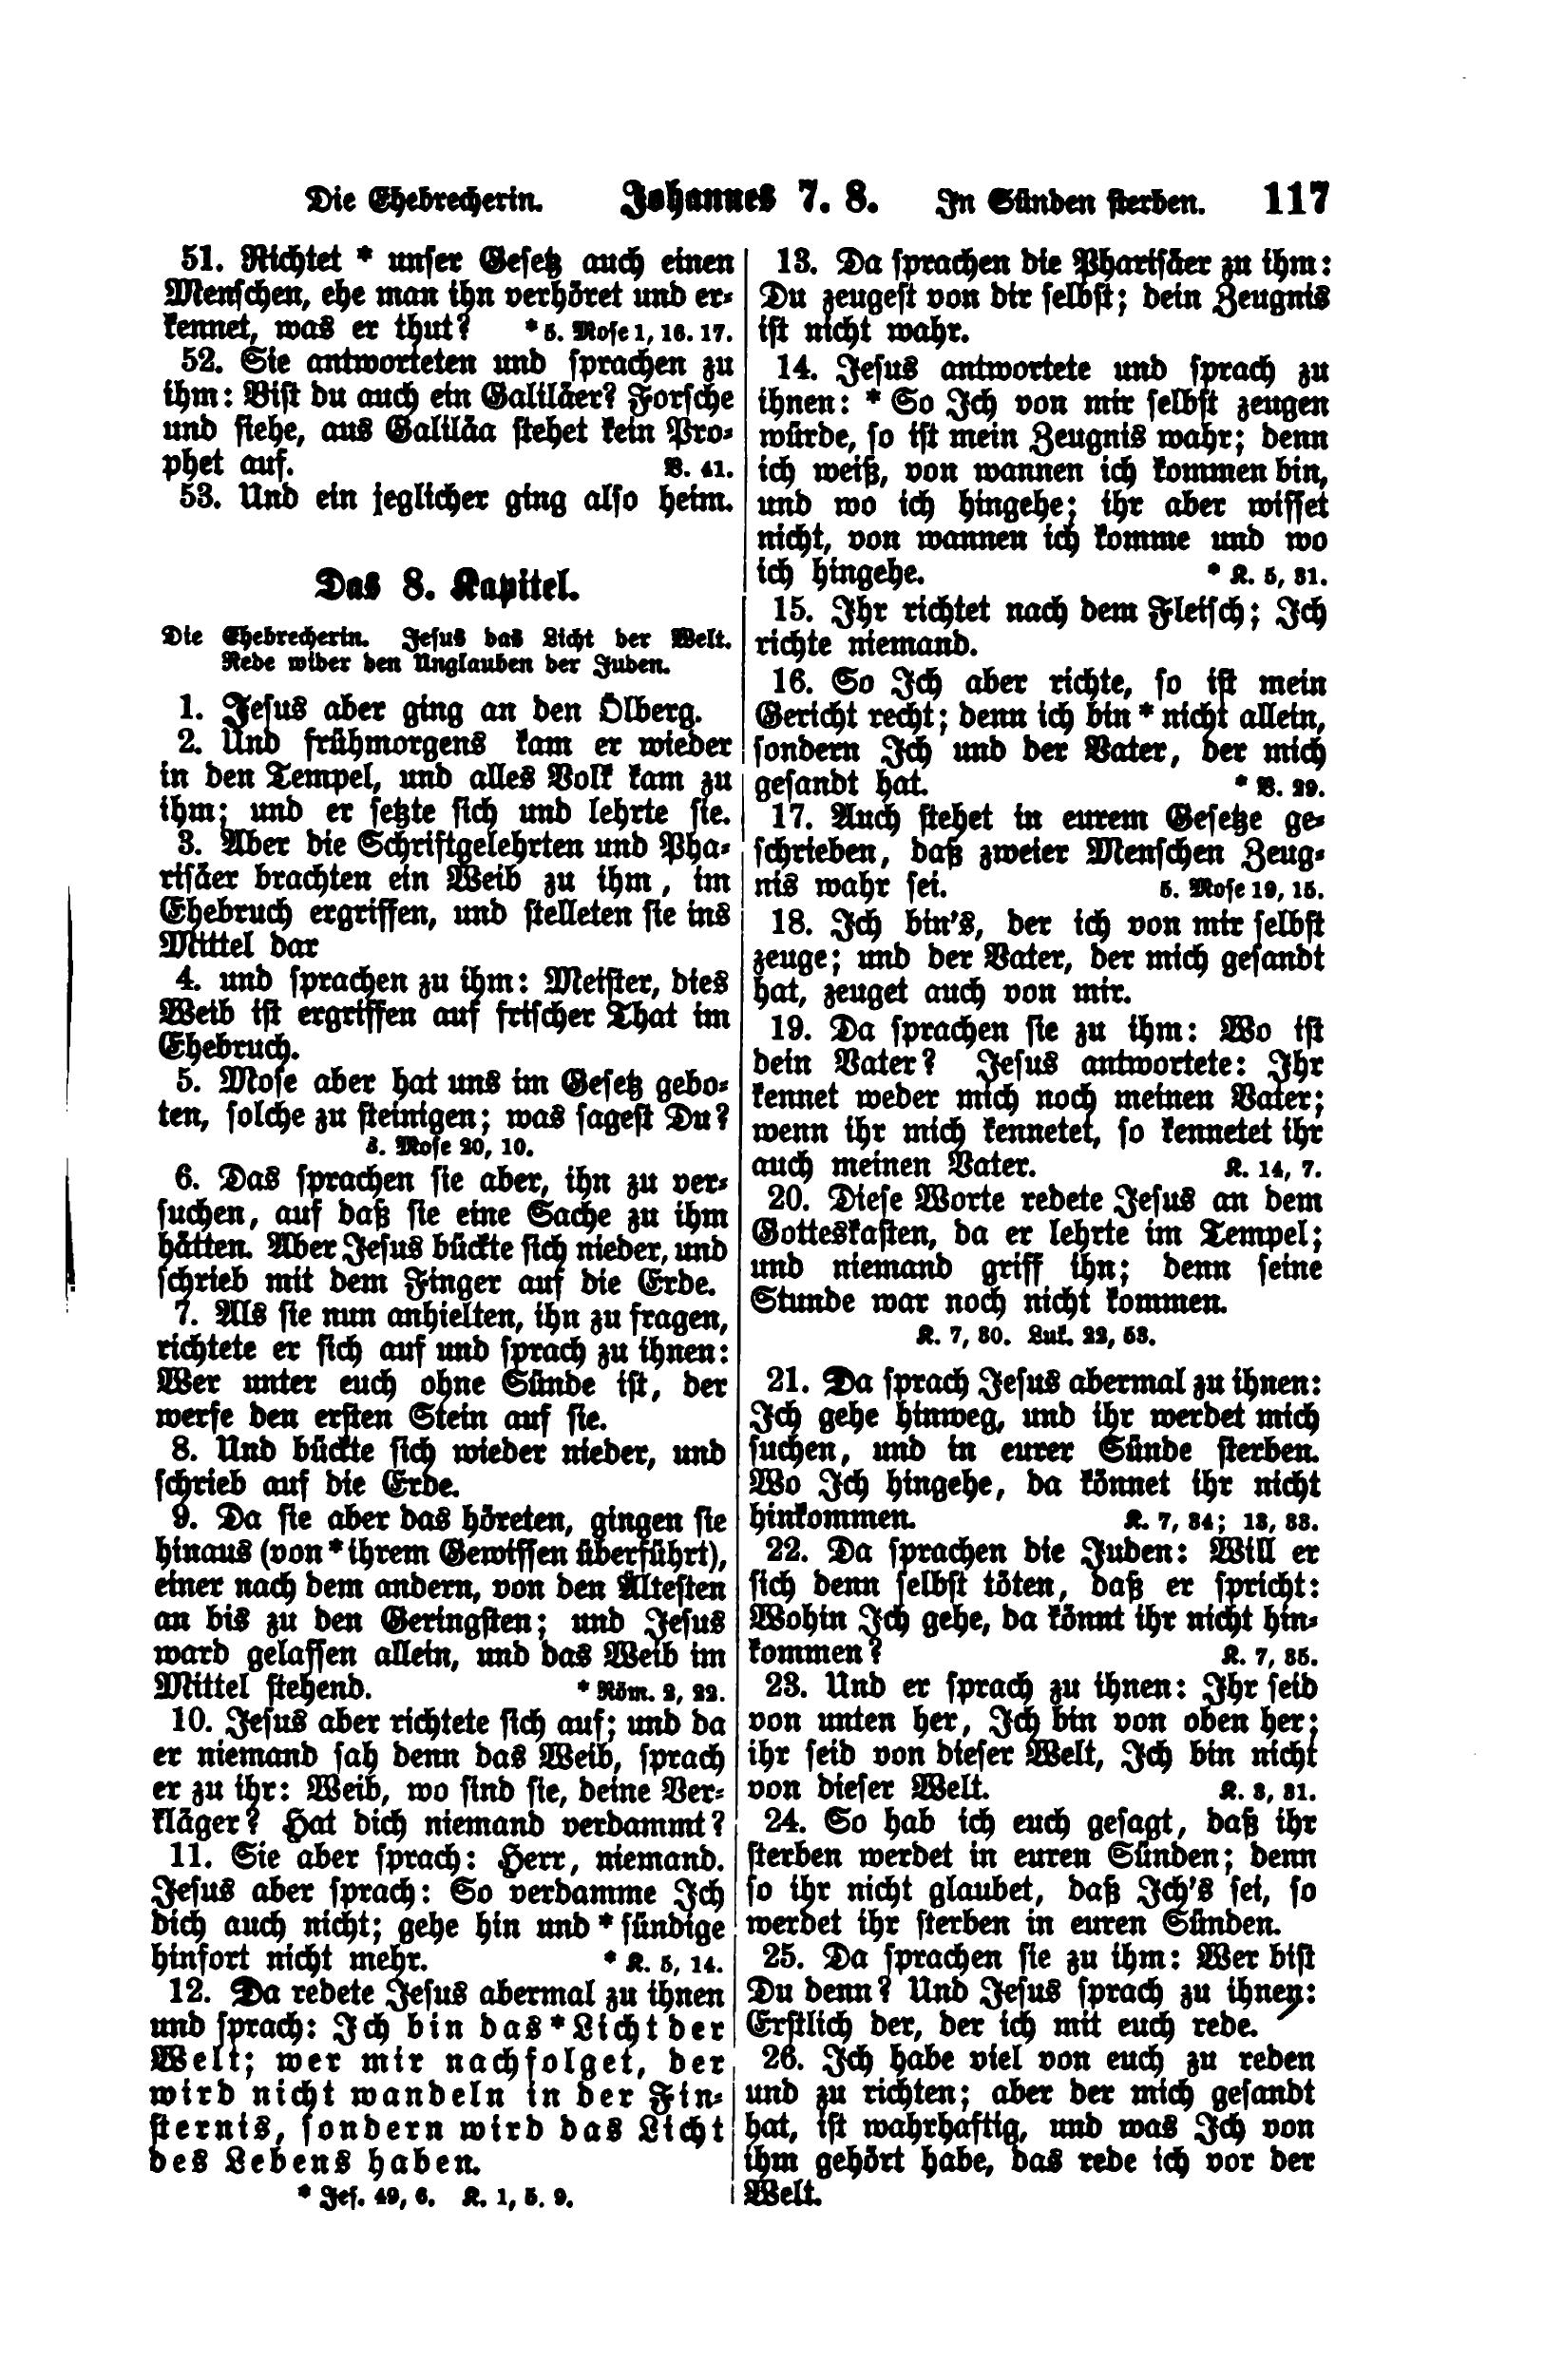 Die Ehebrecherin. Johannes 7. 8. In Sünden sterben. 117
51. Richtet * unser Gesetz auch einen
Menschen, ehe man ihn verhöret und er-
kennet, was er thut? * 5. Mose 1, 16. 17.
52. Sie antworteten und sprachen zu
ihm: Bist du auch ein Galiläer? Forsche
und siehe, aus Galiläa stehet kein Pro-
phet auf. V. 41.
53. Und ein jeglicher ging also heim.
Das 8. Kapitel.
Die Ehebrecherin. Jesus das Licht der Welt.
Rede wider den Unglauben der Juden.
1. Jesus aber ging an den Ölberg.
2. Und frühmorgens kam er wieder
in den Tempel, und alles Volk kam zu
ihm; und er setzte sich und lehrte sie.
3. Aber die Schriftgelehrten und Pha-
risäer brachten ein Weib zu ihm, im
Ehebruch ergriffen, und stelleten sie ins
Mittel dar
4. und sprachen zu ihm: Meister, dies
Weib ist ergriffen auf frischer That im
Ehebruch.
5. Mose aber hat uns im Gesetz gebo-
ten, solche zu steinigen; was sagest Du?
3. Mose 20, 10.
6. Das sprachen sie aber, ihn zu ver-
suchen, auf daß sie eine Sache zu ihm
hätten. Aber Jesus bückte sich nieder, und
schrieb mit dem Finger auf die Erde.
7. Als sie nun anhielten, ihn zu fragen,
richtete er sich auf und sprach zu ihnen:
Wer unter euch ohne Sünde ist, der
werfe den ersten Stein auf sie.
8. Und bückte sich wieder nieder, und
schrieb auf die Erde.
9. Da sie aber das höreten, gingen sie
hinaus (von * ihrem Gewissen überführt),
einer nach dem andern, von den Ältesten
an bis zu den Geringsten; und Jesus
ward gelassen allein, und das Weib im
Mittel stehend. * Röm. 2, 22.
10. Jesus aber richtete sich auf; und da
er niemand sah denn das Weib, sprach
er zu ihr: Weib, wo sind sie, deine Ver-
kläger? Hat dich niemand verdammt?
11. Sie aber sprach: Herr, niemand.
Jesus aber sprach: So verdamme Ich
dich auch nicht; gehe hin und * sündige
hinfort nicht mehr. * K. 5, 14.
12. Da redete Jesus abermal zu ihnen
und sprach: Ich bin das * Licht der
Welt; wer mir nachfolget, der
wird nicht wandeln in der Fin-
sternis, sondern wird das Licht
des Lebens haben.
* Jes. 49, 6. K. 1, 5. 9.
13. Da sprachen die Pharisäer zu ihm:
Du zeugest von dir selbst; dein Zeugnis
ist nicht wahr.
14. Jesus antwortete und sprach zu
ihnen: * So Ich von mir selbst zeugen
würde, so ist mein Zeugnis wahr; denn
ich weiß, von wannen ich kommen bin,
und wo ich hingehe; ihr aber wisset
nicht, von wannen ich komme und wo
ich hingehe. * K. 5, 31.
15. Ihr richtet nach dem Fleisch; Ich
richte niemand.
16. So Ich aber richte, so ist mein
Gericht recht; denn ich bin * nicht allein,
sondern Ich und der Vater, der mich
gesandt hat. * V. 29.
17. Auch stehet in eurem Gesetze ge-
schrieben, daß zweier Menschen Zeug-
nis wahr sei. 5. Mose 19, 15.
18. Ich bin's, der ich von mir selbst
zeuge; und der Vater, der mich gesandt
hat, zeuget auch von mir.
19. Da sprachen sie zu ihm: Wo ist
dein Vater? Jesus antwortete: Ihr
kennet weder mich noch meinen Vater;
wenn ihr mich kennetet, so kennetet ihr
auch meinen Vater. K. 14, 7.
20. Diese Worte redete Jesus an dem
Gotteskasten, da er lehrte im Tempel;
und niemand griff ihn; denn seine
Stunde war noch nicht kommen.
K. 7, 30. Luk. 22, 53.
21. Da sprach Jesus abermal zu ihnen:
Ich gehe hinweg, und ihr werdet mich
suchen, und in eurer Sünde sterben.
Wo Ich hingehe, da könnet ihr nicht
hinkommen. K. 7, 34; 13, 33.
22. Da sprachen die Juden: Will er
sich denn selbst töten, daß er spricht:
Wohin Ich gehe, da könnt ihr nicht hin-
kommen? K. 7, 35.
23. Und er sprach zu ihnen: Ihr seid
von unten her, Ich bin von oben her;
ihr seid von dieser Welt, Ich bin nicht
von dieser Welt. K. 3, 31.
24. So hab ich euch gesagt, daß ihr
sterben werdet in euren Sünden; denn
so ihr nicht glaubet, daß Ich's sei, so
werdet ihr sterben in euren Sünden.
25. Da sprachen sie zu ihm: Wer bist
Du denn? Und Jesus sprach zu ihnen:
Erstlich der, der ich mit euch rede.
26. Ich habe viel von euch zu reden
und zu richten; aber der mich gesandt
hat, ist wahrhaftig, und was Ich von
ihm gehört habe, das rede ich vor der
Welt.